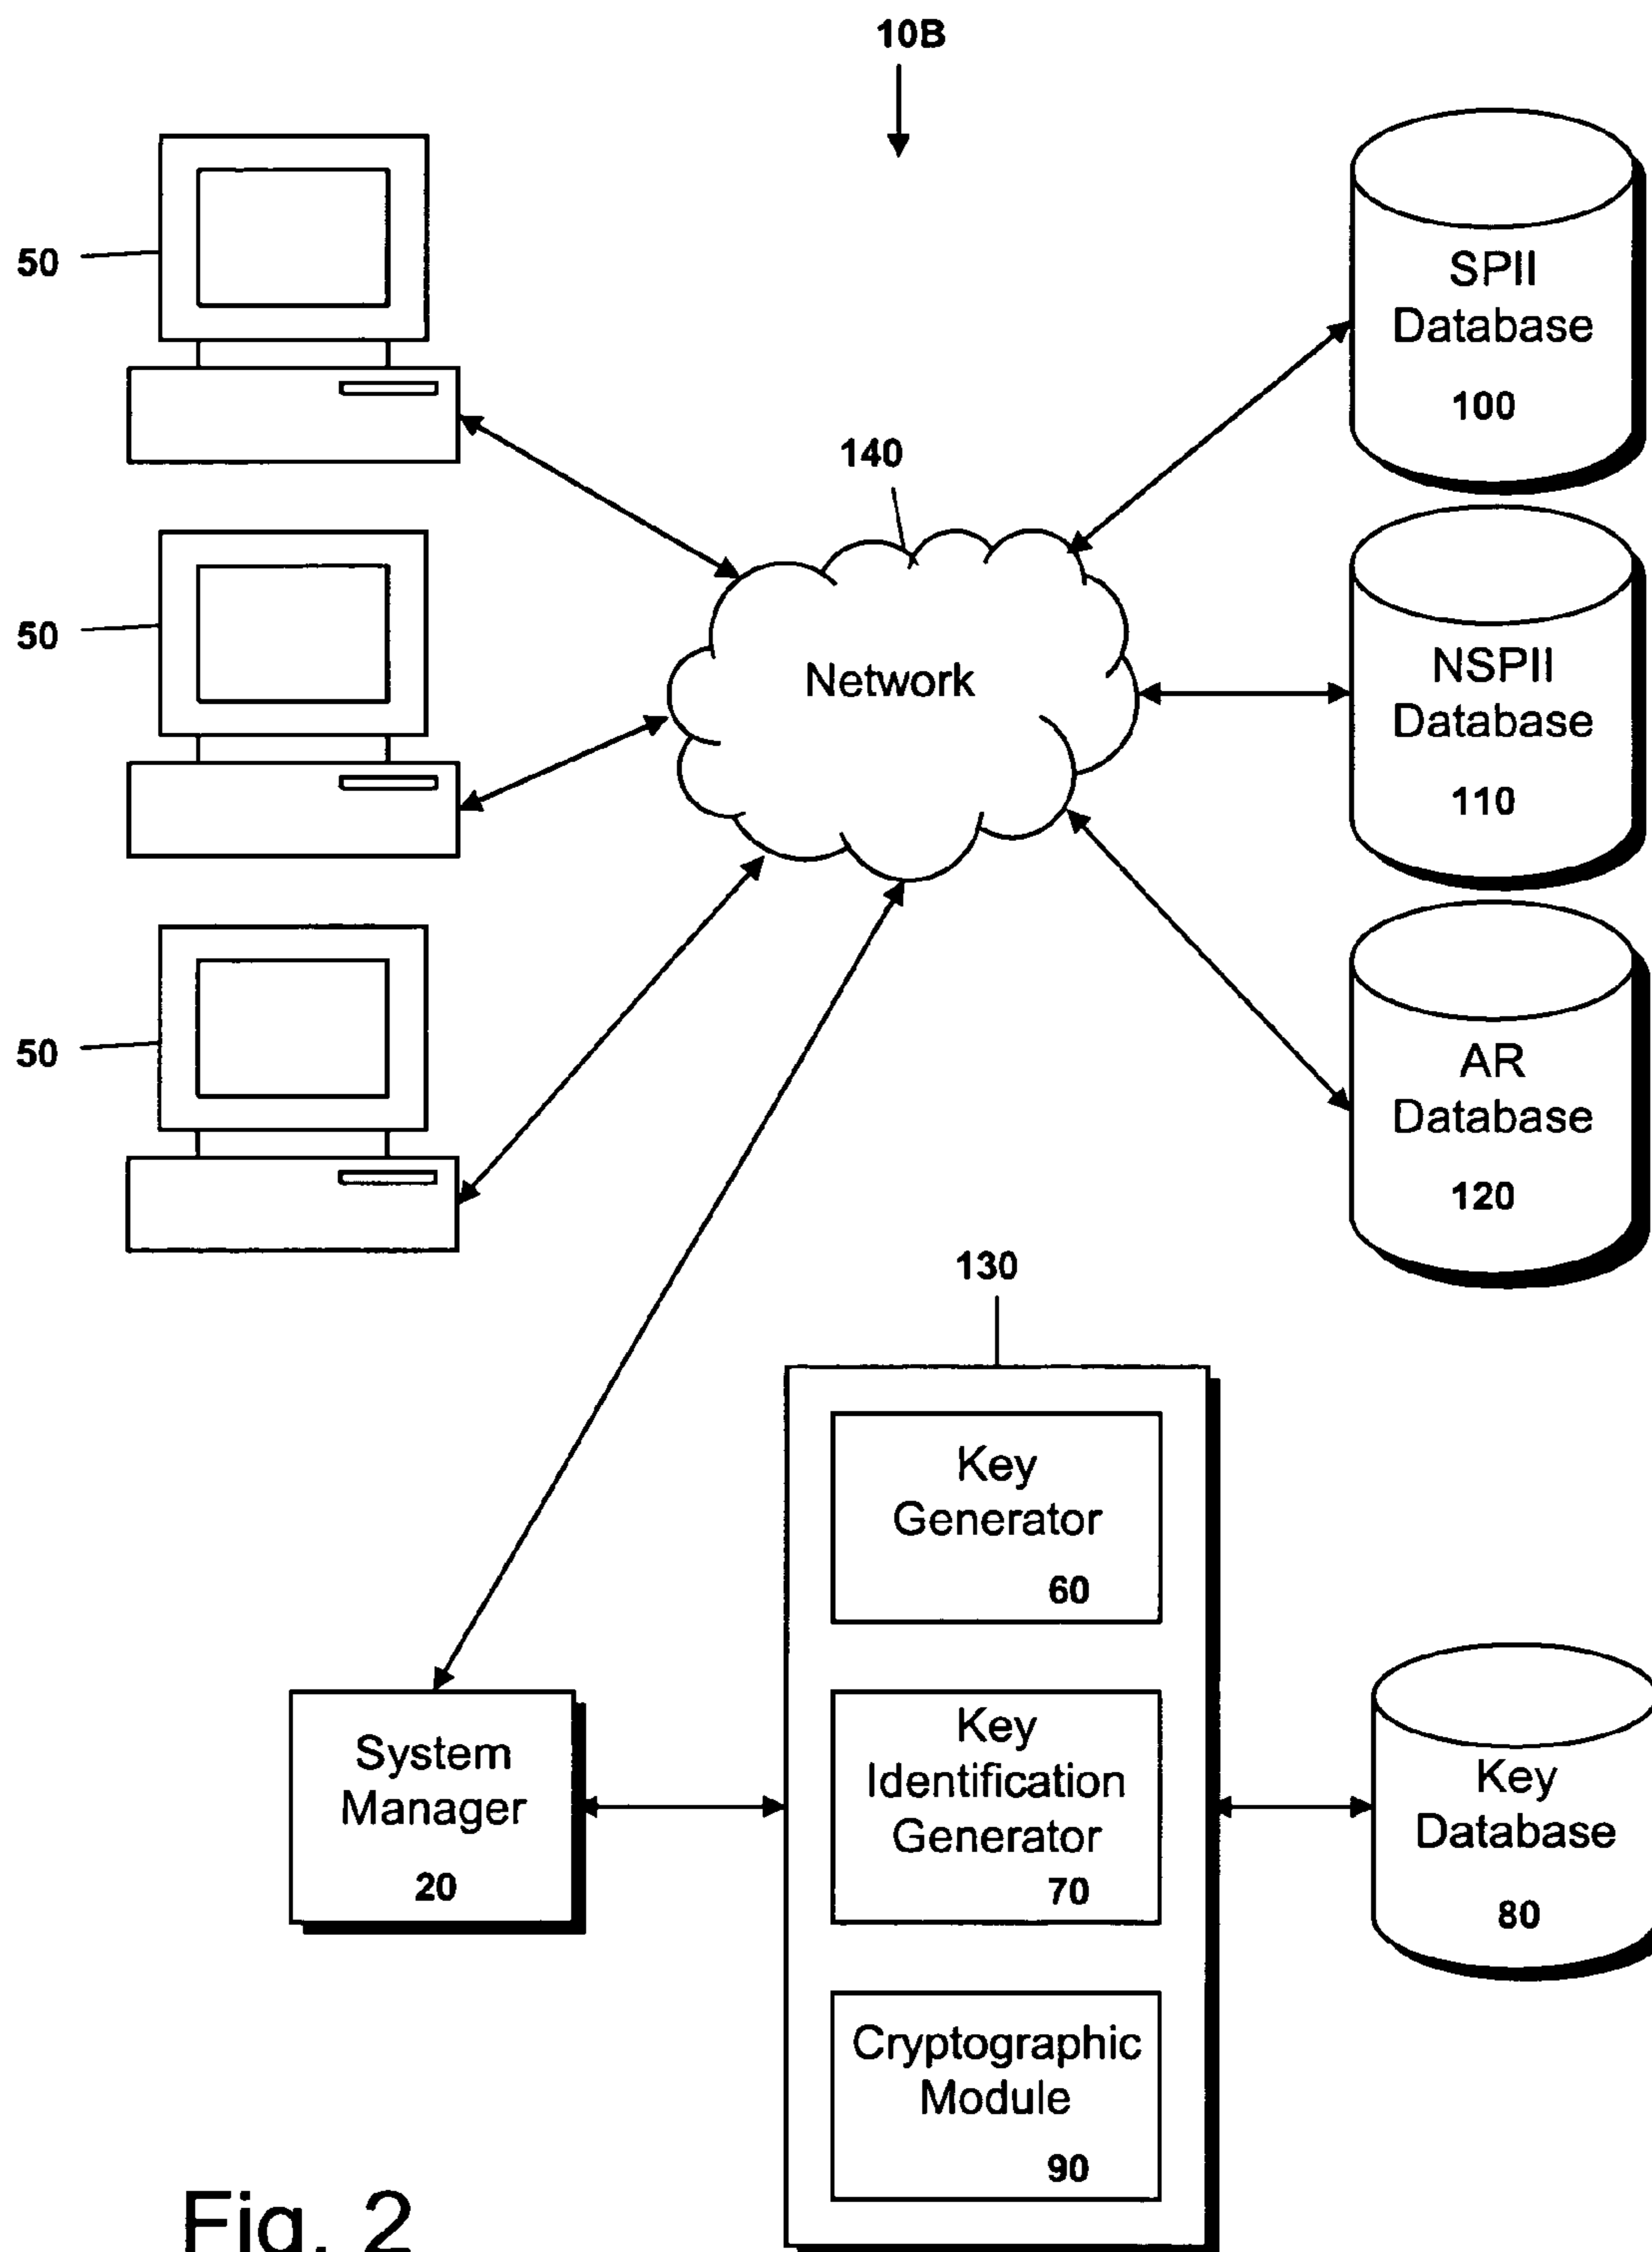 10B
50
SPII
Database
100
140
50
Network
NSPII
Database
110
50
AR
Database
120
130
Key
Generator
60
System
Manager
20
Key
Identification
Generator
70
Key
Database
80
Cryptographic
Module
90
Fig. 2